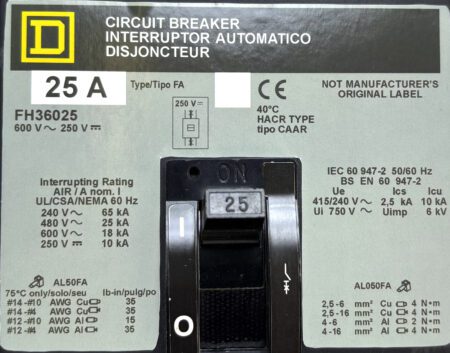 D
CIRCUIT BREAKER
INTERRUPTOR AUTOMATICO
DISJONCTEUR
25 A
Type/Tipo FA
CE
NOT MANUFACTURER'S
ORIGINAL LABEL
FH36025
600 V~ 250 V⎓
250 V⎓
40°C
HACR TYPE
tipo CAAR
Interrupting Rating
AIR / A nom. I
UL/CSA/NEMA 60 Hz
240 V~ 65 kA
480 V~ 25 kA
600 V~ 18 kA
250 V⎓ 10 kA
ON
25
I
O
IEC 60 947-2 50/60 Hz
BS EN 60 947-2
Ue Ics Icu
415/240 V~ 2,5 kA 10 kA
Ui 750 V~ Uimp 6 kV
AL50FA
75°C only/solo/seu lb-in/pulg/po
#14-#10 AWG Cu 35
#14-#4 AWG Cu 35
#12-#10 AWG Al 15
#12-#4 AWG Al 35
AL050FA
2,5-6 mm² Cu 4 N•m
2,5-16 mm² Cu 4 N•m
4-6 mm² Al 2 N•m
4-16 mm² Al 4 N•m